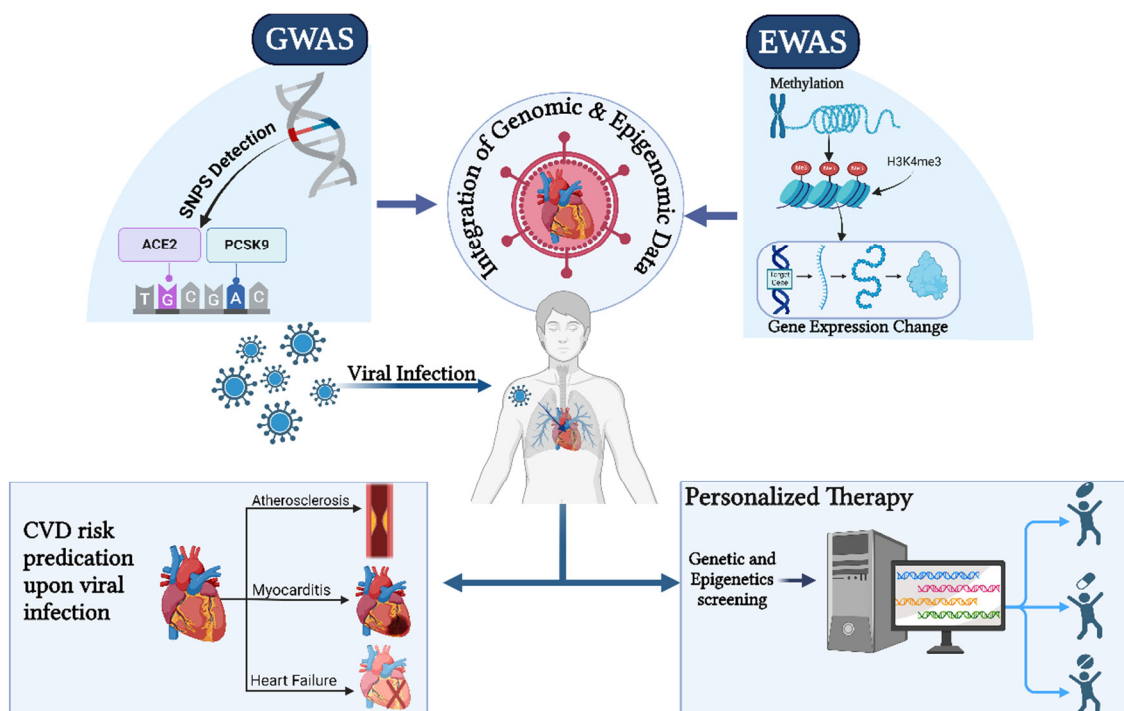 GWAS
SNPS Detection
ACE2
PCSK9
T G C G A C
Integration of Genomic & Epigenomic Data
EWAS
Methylation
H3K4me3
Target
Gene
Gene Expression Change
Viral Infection
CVD risk
predication
upon viral
infection
Atherosclerosis
Myocarditis
Heart Failure
Personalized Therapy
Genetic and
Epigenetics
screening